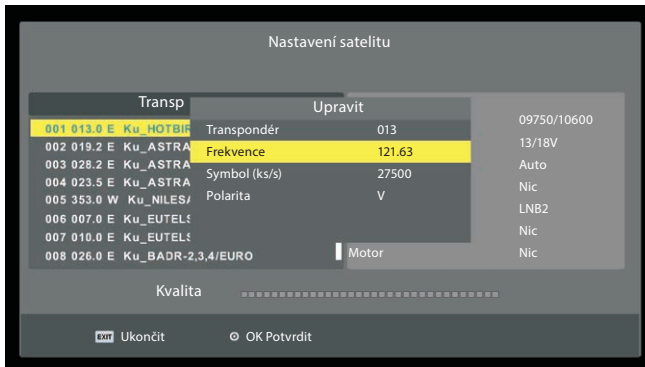 Nastavení satelitu
Transp
001 013.0 E Ku_HOTBIR
002 019.2 E Ku_ASTRA
003 028.2 E Ku_ASTRA
004 023.5 E Ku_ASTRA
005 353.0 W Ku_NILESA
006 007.0 E Ku_EUTELS
007 010.0 E Ku_EUTELS
008 026.0 E Ku_BADR-2,3,4/EURO
Upravit
Transpondér 013
Frekvence 121.63
Symbol (ks/s) 27500
Polarita V
09750/10600
13/18V
Auto
Nic
LNB2
Nic
Motor Nic
Kvalita
EXIT Ukončit
OK Potvrdit